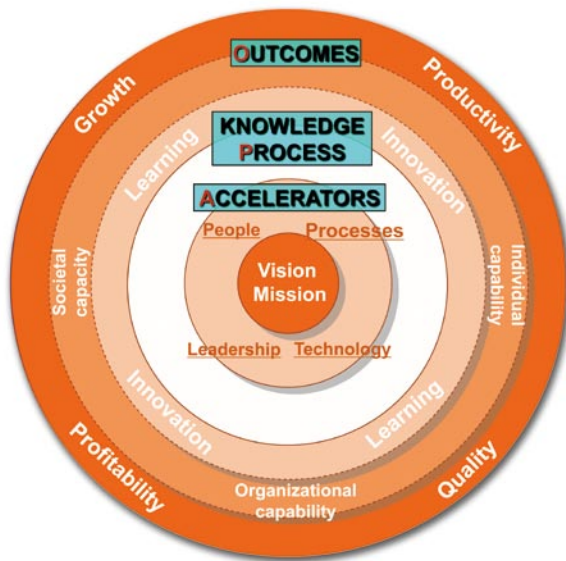 OUTCOMES
Growth
Productivity
KNOWLEDGE
PROCESS
Learning
Innovation
ACCELERATORS
People
Processes
Societal
capacity
Vision
Mission
Individual
capability
Leadership
Technology
Innovation
Learning
Profitability
Organizational
capability
Quality